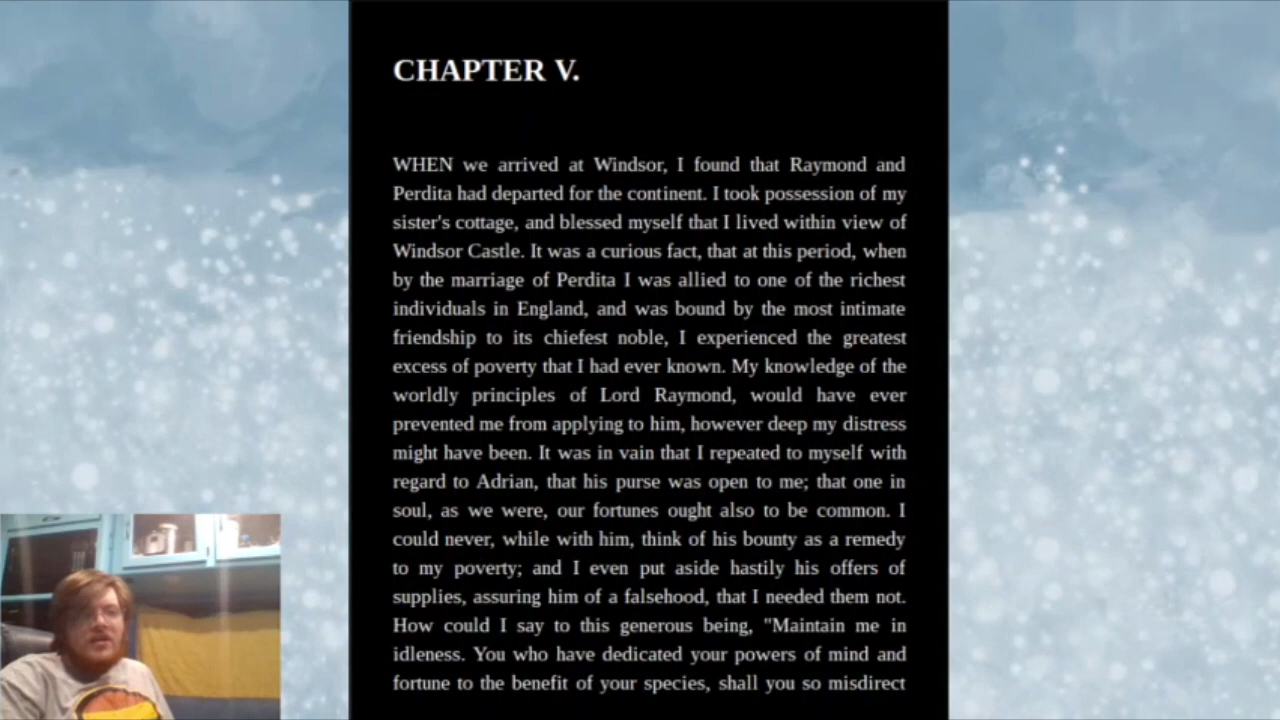 CHAPTER V.
WHEN we arrived at Windsor, I found that Raymond and
Perdita had departed for the continent. I took possession of my
sister's cottage, and blessed myself that I lived within view of
Windsor Castle. It was a curious fact, that at this period, when
by the marriage of Perdita I was allied to one of the richest
individuals in England, and was bound by the most intimate
friendship to its chiefest noble, I experienced the greatest
excess of poverty that I had ever known. My knowledge of the
worldly principles of Lord Raymond, would have ever
prevented me from applying to him, however deep my distress
might have been. It was in vain that I repeated to myself with
regard to Adrian, that his purse was open to me; that one in
soul, as we were, our fortunes ought also to be common. I
could never, while with him, think of his bounty as a remedy
to my poverty; and I even put aside hastily his offers of
supplies, assuring him of a falsehood, that I needed them not.
How could I say to this generous being, "Maintain me in
idleness. You who have dedicated your powers of mind and
fortune to the benefit of your species, shall you so misdirect